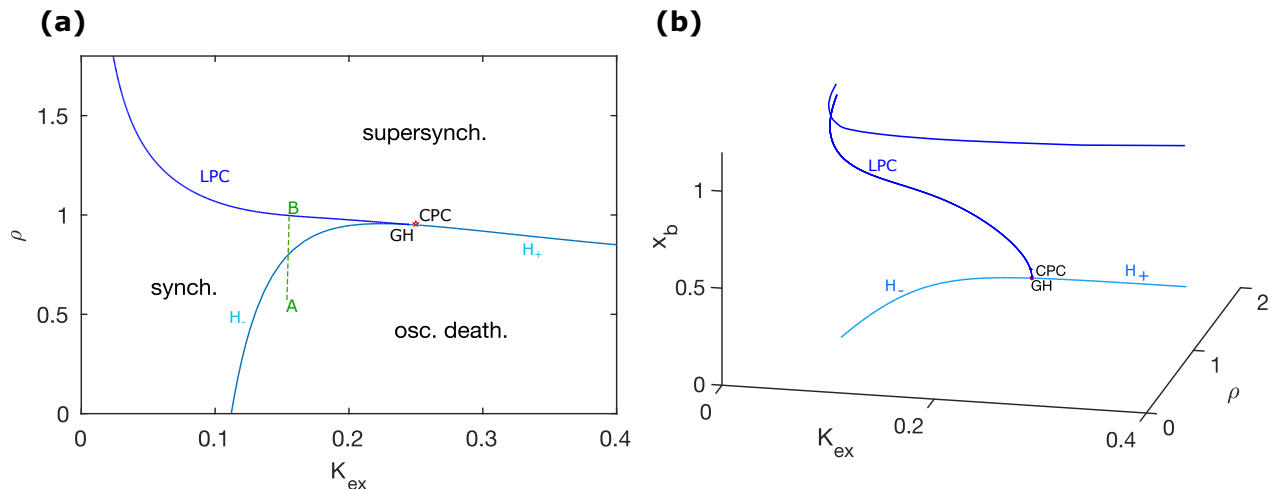 (a)
1.5
1
0.5
0
ρ
supersynch.
LPC
B
CPC
GH
H+
synch.
A
H-
osc. death.
0
0.1
0.2
0.3
0.4
Kex
(b)
LPC
1
0.5
0
xb
CPC
GH
H-
H+
2
1
0
ρ
0
0.2
0.4
Kex